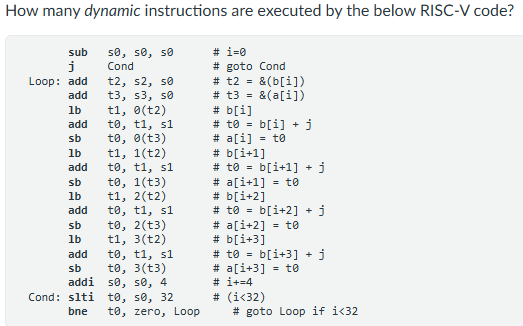 How many dynamic instructions are executed by the below RISC-V code?
sub s0, s0, s0 # i=0
j Cond # goto Cond
Loop: add t2, s2, s0 # t2 = &(b[i])
add t3, s3, s0 # t3 = &(a[i])
lb t1, 0(t2) # b[i]
add t0, t1, s1 # t0 = b[i] + j
sb t0, 0(t3) # a[i] = t0
lb t1, 1(t2) # b[i+1]
add t0, t1, s1 # t0 = b[i+1] + j
sb t0, 1(t3) # a[i+1] = t0
lb t1, 2(t2) # b[i+2]
add t0, t1, s1 # t0 = b[i+2] + j
sb t0, 2(t3) # a[i+2] = t0
lb t1, 3(t2) # b[i+3]
add t0, t1, s1 # t0 = b[i+3] + j
sb t0, 3(t3) # a[i+3] = t0
addi s0, s0, 4 # i+=4
Cond: slti t0, s0, 32 # (i<32)
bne t0, zero, Loop # goto Loop if i<32